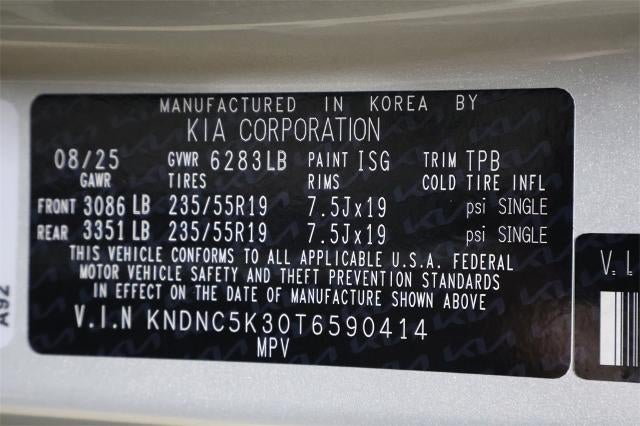 MANUFACTURED IN KOREA BY
KIA CORPORATION
08/25 GVWR 6283LB PAINT ISG TRIM TPB
GAWR TIRES RIMS COLD TIRE INFL
FRONT 3086 LB 235/55R19 7.5Jx19 psi SINGLE
REAR 3351 LB 235/55R19 7.5Jx19 psi SINGLE
THIS VEHICLE CONFORMS TO ALL APPLICABLE U.S.A. FEDERAL
MOTOR VEHICLE SAFETY AND THEFT PREVENTION STANDARDS
IN EFFECT ON THE DATE OF MANUFACTURE SHOWN ABOVE
V.I.N KNDNC5K30T6590414
MPV
A92